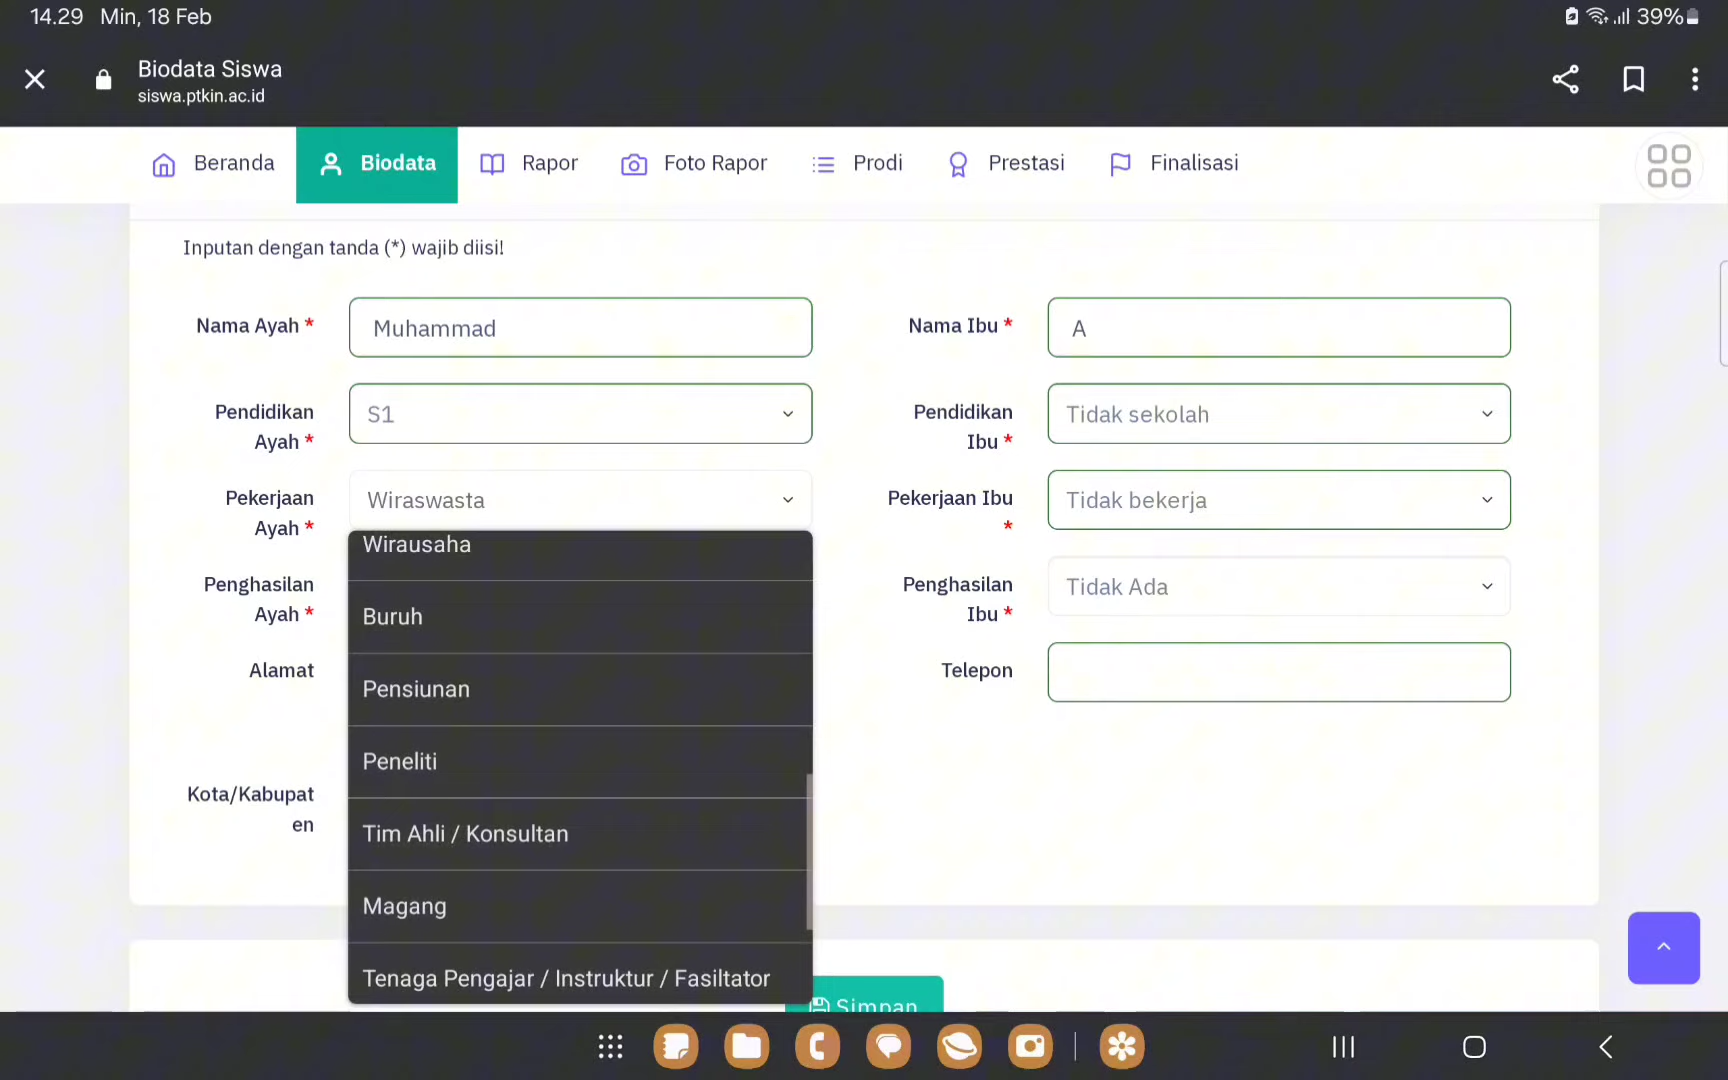 14.29 Min, 18 Feb
39%
Biodata Siswa
siswa.ptkin.ac.id
Beranda
Biodata
Rapor
Foto Rapor
Prodi
Prestasi
Finalisasi
Inputan dengan tanda (*) wajib diisi!
Nama Ayah *
Muhammad
Nama Ibu *
A
Pendidikan
Ayah *
S1
Pendidikan
Ibu *
Tidak sekolah
Pekerjaan
Ayah *
Wiraswasta
Pekerjaan Ibu
*
Tidak bekerja
Wirausaha
Buruh
Pensiunan
Peneliti
Tim Ahli / Konsultan
Magang
Tenaga Pengajar / Instruktur / Fasiltator
Penghasilan
Ayah *
Penghasilan
Ibu *
Tidak Ada
Alamat
Telepon
Kota/Kabupat
en
Simpan